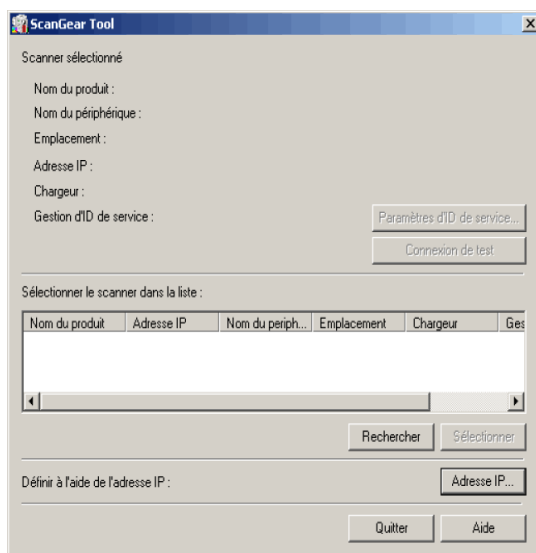 ScanGear Tool
Scanner sélectionné
Nom du produit :
Nom du périphérique :
Emplacement :
Adresse IP :
Chargeur :
Gestion d'ID de service :
Paramètres d'ID de service...
Connexion de test
Sélectionner le scanner dans la liste :
Nom du produit Adresse IP Nom du periph... Emplacement Chargeur Ges
Rechercher Sélectionner
Définir à l'aide de l'adresse IP : Adresse IP...
Quitter Aide